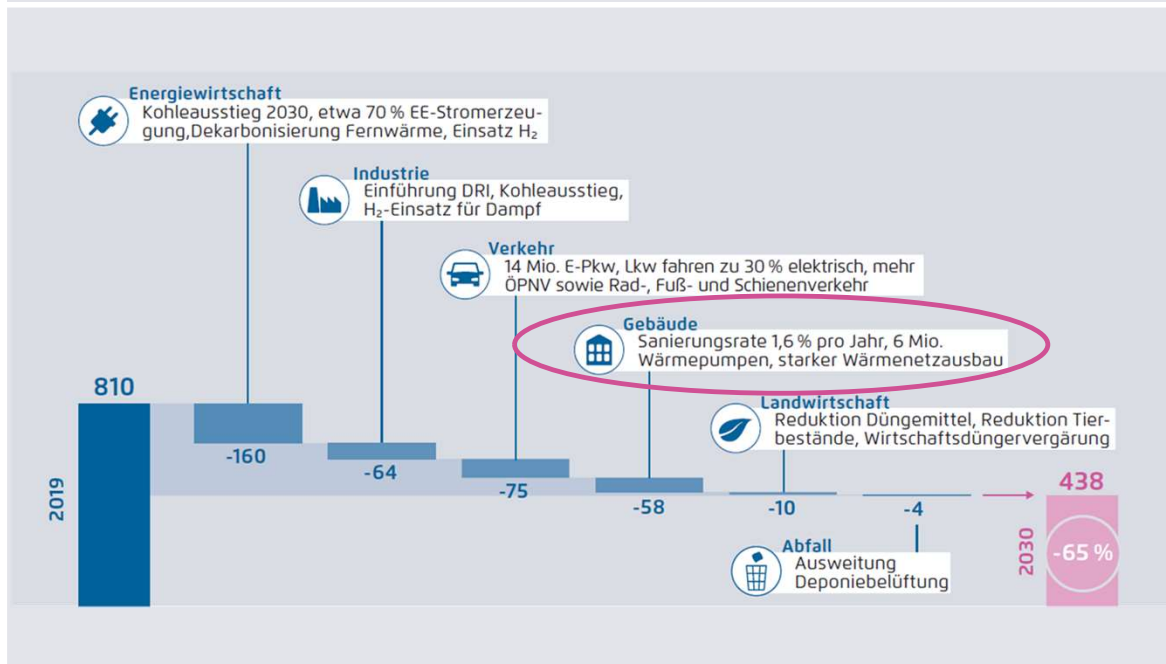 Energiewirtschaft
Kohleausstieg 2030, etwa 70 % EE-Stromerzeu-
gung,Dekarbonisierung Fernwärme, Einsatz H₂
Industrie
Einführung DRI, Kohleausstieg,
H₂-Einsatz für Dampf
Verkehr
14 Mio. E-Pkw, Lkw fahren zu 30 % elektrisch, mehr
ÖPNV sowie Rad-, Fuß- und Schienenverkehr
Gebäude
Sanierungsrate 1,6 % pro Jahr, 6 Mio.
Wärmepumpen, starker Wärmenetzausbau
Landwirtschaft
Reduktion Düngemittel, Reduktion Tier-
bestände, Wirtschaftsdüngervergärung
810
-160
-64
-75
-58
-10
-4
438
2019
2030
-65 %
Abfall
Ausweitung
Deponiebelüftung